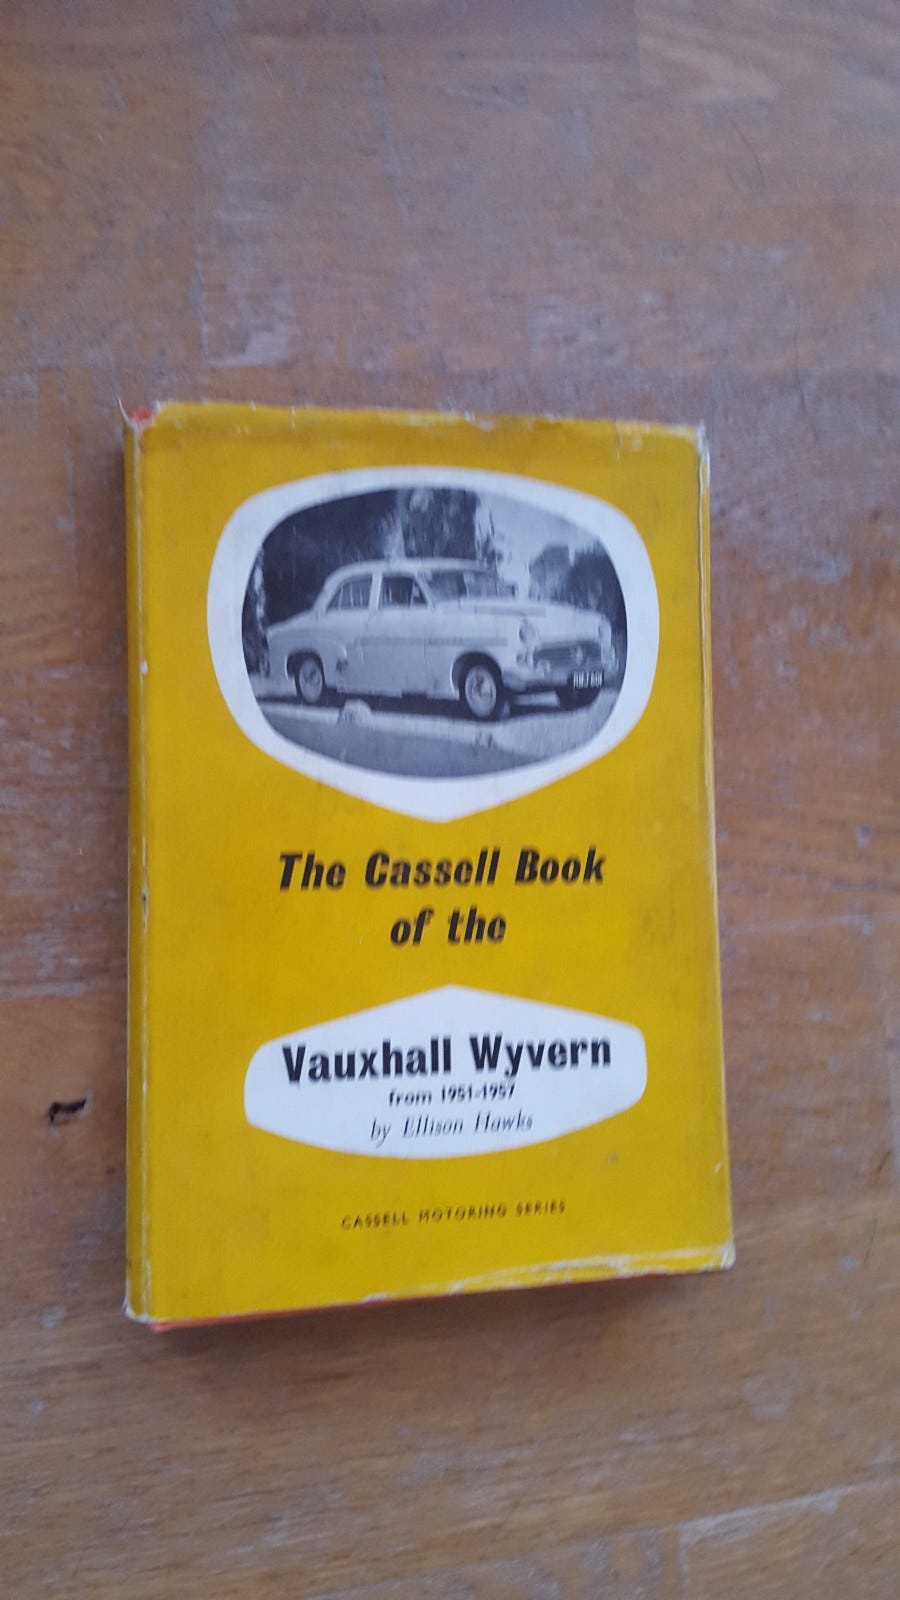 The Cassell Book
of the
Vauxhall Wyvern
from 1951-1957
by Ellison Hawks
CASSELL MOTORING SERIES